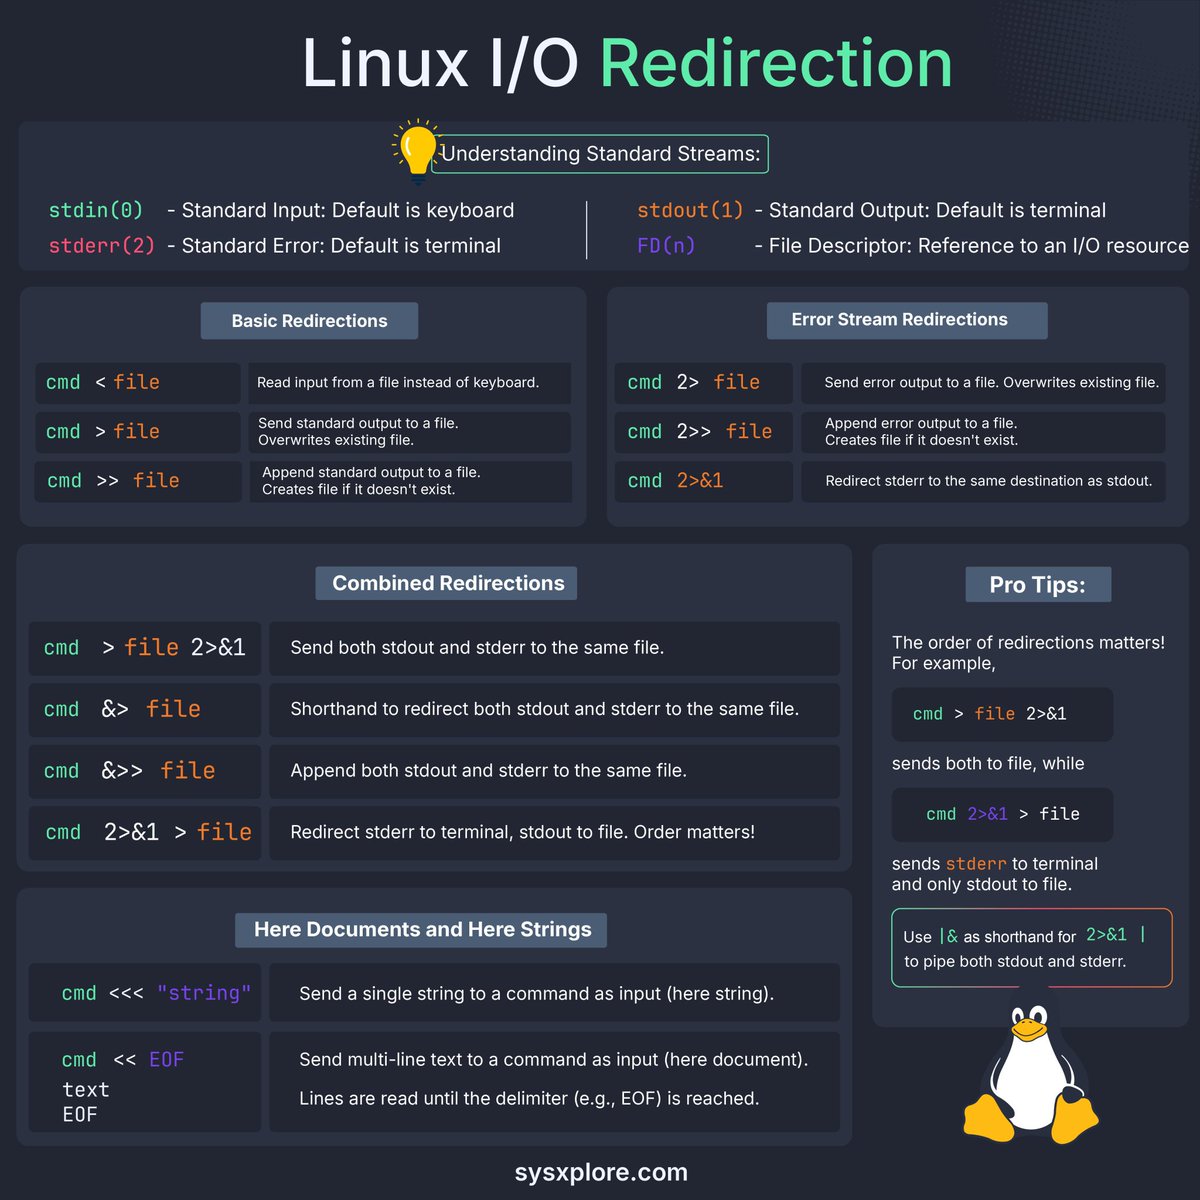 Linux I/O Redirection
Understanding Standard Streams:
stdin(0) - Standard Input: Default is keyboard
stderr(2) - Standard Error: Default is terminal
stdout(1) - Standard Output: Default is terminal
FD(n) - File Descriptor: Reference to an I/O resource
Basic Redirections
cmd < file
Read input from a file instead of keyboard.
cmd > file
Send standard output to a file.
Overwrites existing file.
cmd >> file
Append standard output to a file.
Creates file if it doesn't exist.
Error Stream Redirections
cmd 2> file
Send error output to a file. Overwrites existing file.
cmd 2>> file
Append error output to a file.
Creates file if it doesn't exist.
cmd 2>&1
Redirect stderr to the same destination as stdout.
Combined Redirections
cmd > file 2>&1
Send both stdout and stderr to the same file.
cmd &> file
Shorthand to redirect both stdout and stderr to the same file.
cmd &>> file
Append both stdout and stderr to the same file.
cmd 2>&1 > file
Redirect stderr to terminal, stdout to file. Order matters!
Pro Tips:
The order of redirections matters!
For example,
cmd > file 2>&1
sends both to file, while
cmd 2>&1 > file
sends stderr to terminal
and only stdout to file.
Use |& as shorthand for 2>&1 |
to pipe both stdout and stderr.
Here Documents and Here Strings
cmd <<< "string"
Send a single string to a command as input (here string).
cmd << EOF
text
EOF
Send multi-line text to a command as input (here document).
Lines are read until the delimiter (e.g., EOF) is reached.
sysxplore.com